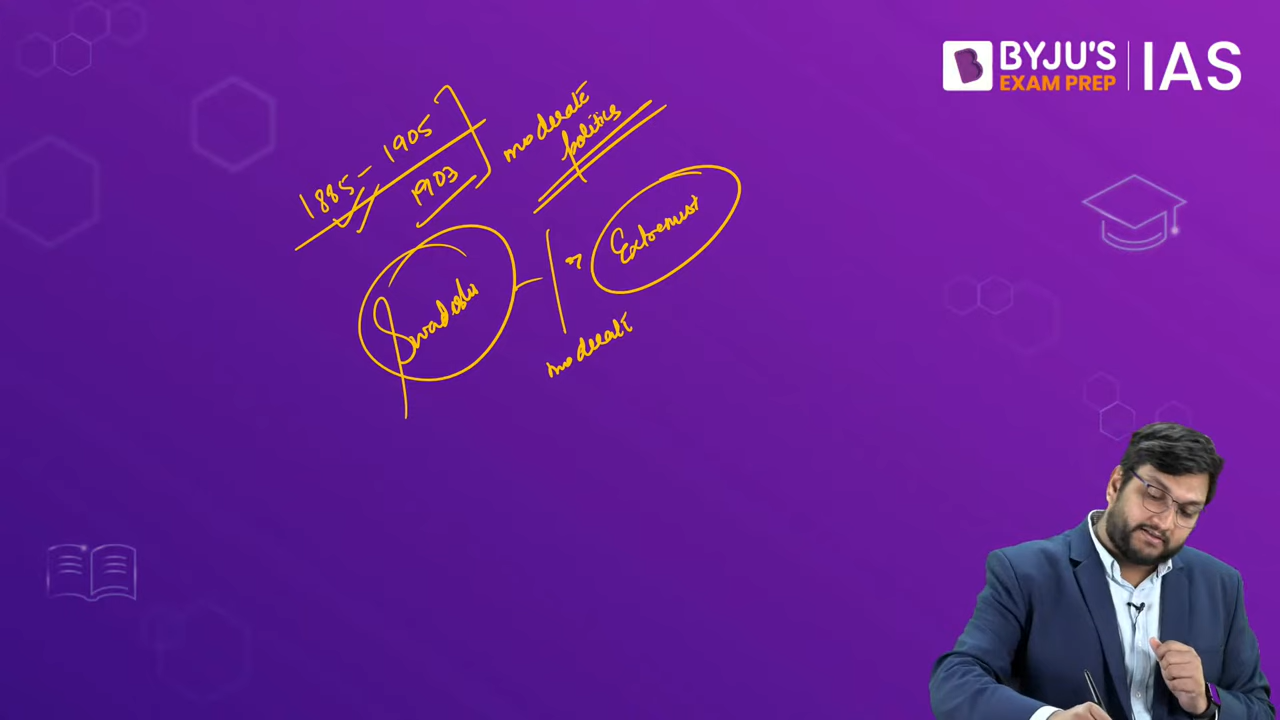 BYJU'S
EXAM PREP
IAS
1885 - 1905
1903
moderate
politics
Swadeshi
Extremist
moderate